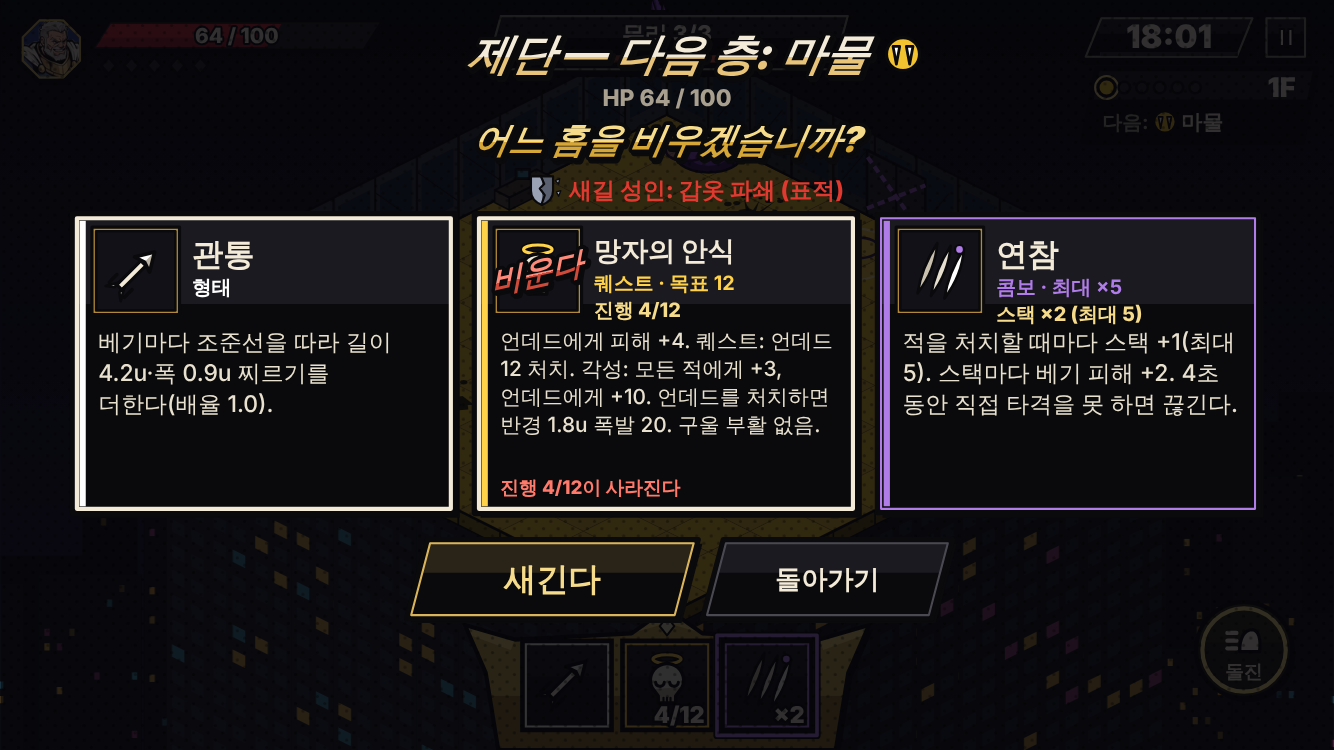 64 / 100
물리 3/3
18:01
제단— 다음 층: 마물
HP 64 / 100
1F
다음: 마물
어느 홈을 비우겠습니까?
새길 성인: 갑옷 파쇄 (표적)
관통
형태
베기마다 조준선을 따라 길이
4.2u·폭 0.9u 찌르기를
더한다(배율 1.0).
비운다
망자의 안식
퀘스트 · 목표 12
진행 4/12
언데드에게 피해 +4. 퀘스트: 언데드
12 처치. 각성: 모든 적에게 +3,
언데드에게 +10. 언데드를 처치하면
반경 1.8u 폭발 20. 구울 부활 없음.
진행 4/12이 사라진다
연참
콤보 · 최대 ×5
스택 ×2 (최대 5)
적을 처치할 때마다 스택 +1(최대
5). 스택마다 베기 피해 +2. 4초
동안 직접 타격을 못 하면 끊긴다.
새긴다
돌아가기
4/12
×2
돌진